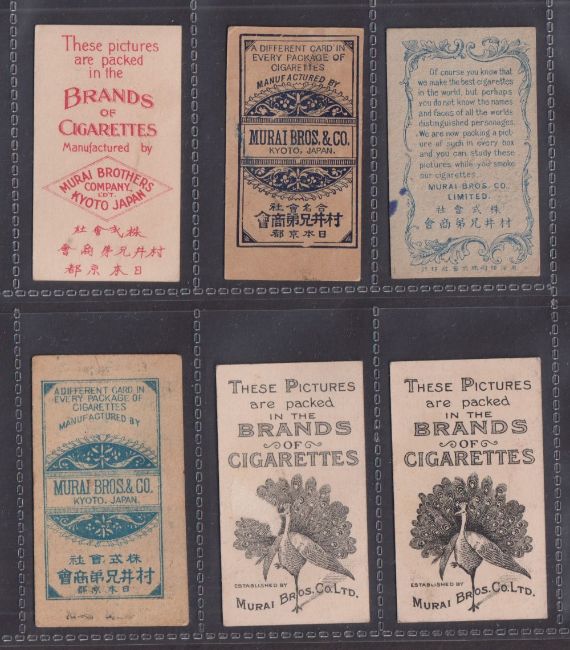 These pictures
are packed
in the
BRANDS
OF
CIGARETTES
Manufactured by
MURAI BROTHERS
COMPANY, LDT.
KYOTO JAPAN
株式會社
村井兄弟商會
日本京都
A DIFFERENT CARD IN
EVERY PACKAGE OF
CIGARETTES
MANUFACTURED BY
MURAI BROS. & CO.
KYOTO, JAPAN.
合名會社
村井兄弟商會
日本京都
Of course you know that
we make the best cigarettes
in the world, but perhaps
you do not know the names
and faces of all the worlds
distinguished personages.
We are now packing a pic-
ture of such in every box
and you can study these
pictures while you smoke
our cigarettes.
MURAI BROS. CO.
LIMITED.
株式會社
村井兄弟商會
A DIFFERENT CARD IN
EVERY PACKAGE OF
CIGARETTES
MANUFACTURED BY
MURAI BROS. & CO.
KYOTO, JAPAN.
株式會社
村井兄弟商會
日本京都
THESE PICTURES
are packed
IN THE
BRANDS
OF
CIGARETTES
ESTABLISHED BY
MURAI BROS. CO. LTD.
THESE PICTURES
are packed
IN THE
BRANDS
OF
CIGARETTES
ESTABLISHED BY
MURAI BROS. CO. LTD.